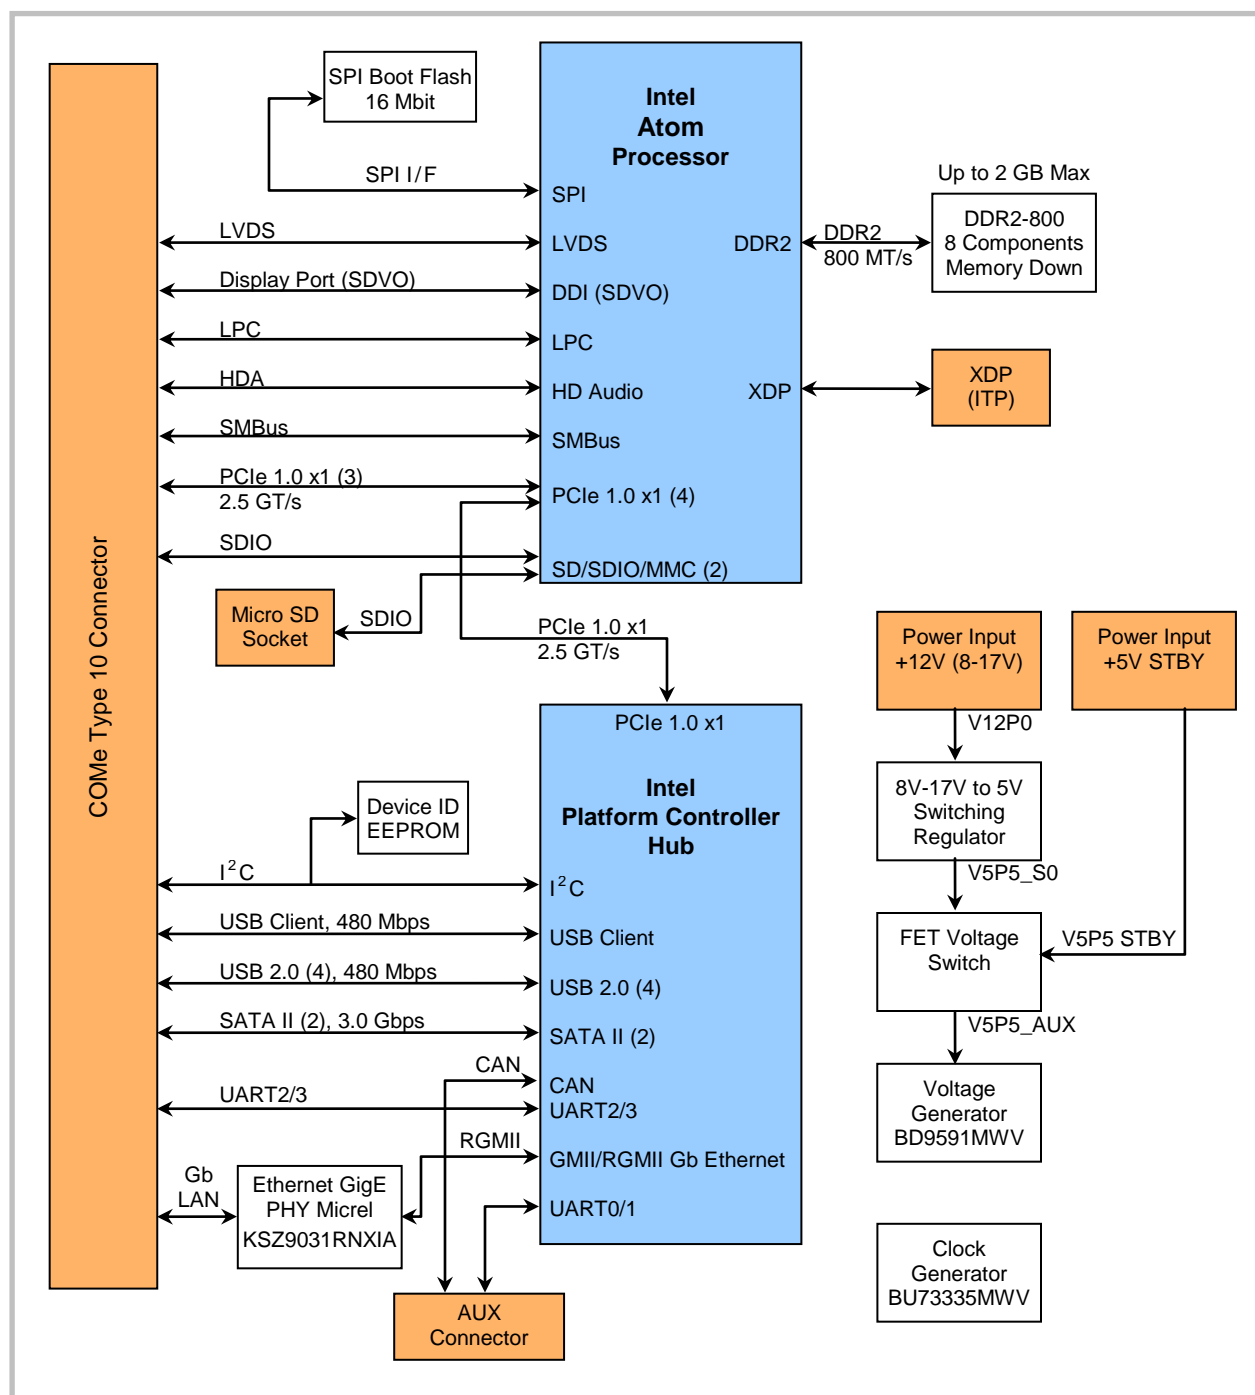 SPI Boot Flash
16 Mbit
Intel
Atom
Processor
SPI I/F
SPI
Up to 2 GB Max
LVDS
LVDS
DDR2
DDR2
800 MT/s
DDR2-800
8 Components
Memory Down
Display Port (SDVO)
DDI (SDVO)
LPC
LPC
HDA
HD Audio
XDP
XDP
(ITP)
SMBus
SMBus
PCIe 1.0 x1 (3)
2.5 GT/s
PCIe 1.0 x1 (4)
SDIO
SD/SDIO/MMC (2)
COMe Type 10 Connector
Micro SD
Socket
SDIO
PCIe 1.0 x1
2.5 GT/s
Power Input
+12V (8-17V)
Power Input
+5V STBY
PCIe 1.0 x1
V12P0
Intel
Platform Controller
Hub
8V-17V to 5V
Switching
Regulator
Device ID
EEPROM
I2C
I2C
V5P5_S0
USB Client, 480 Mbps
USB Client
FET Voltage
Switch
V5P5 STBY
USB 2.0 (4), 480 Mbps
USB 2.0 (4)
SATA II (2), 3.0 Gbps
SATA II (2)
V5P5_AUX
CAN
CAN
UART2/3
UART2/3
Voltage
Generator
BD9591MWV
RGMII
GMII/RGMII Gb Ethernet
Gb
LAN
Ethernet GigE
PHY Micrel
KSZ9031RNXIA
UART0/1
Clock
Generator
BU73335MWV
AUX
Connector